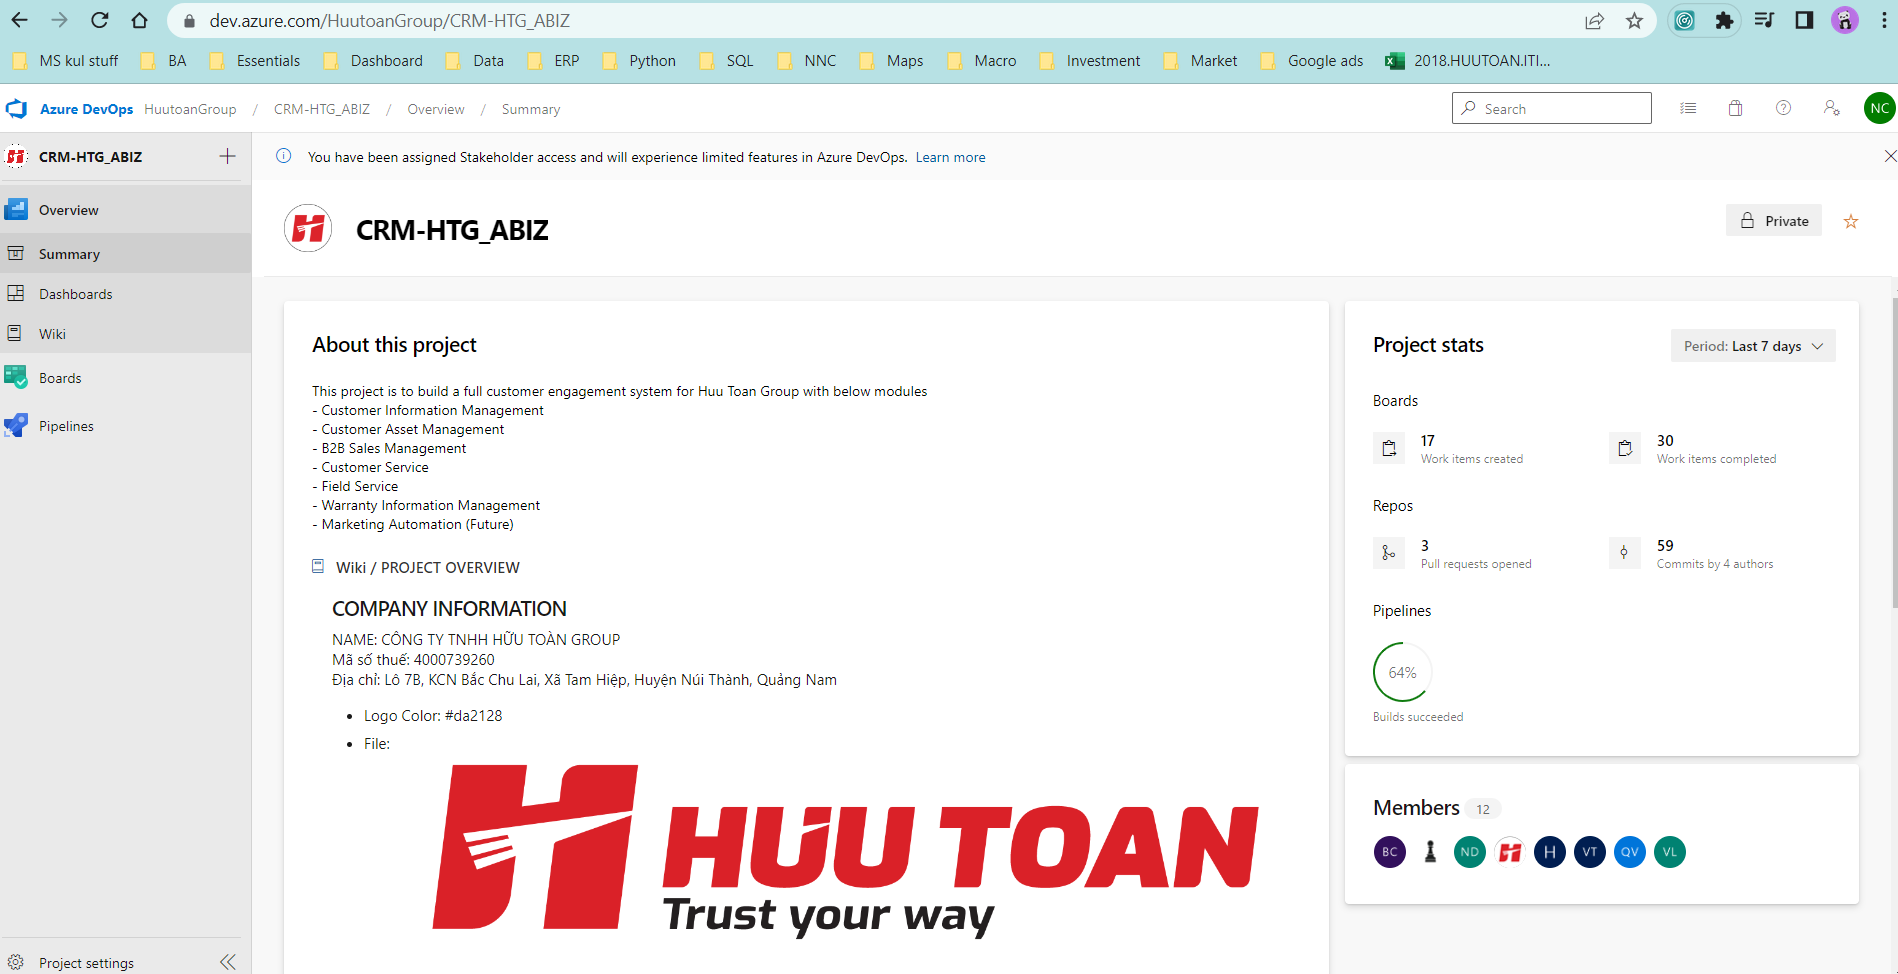 dev.azure.com/HuutoanGroup/CRM-HTG_ABIZ
MS kul stuff BA Essentials Dashboard Data ERP Python SQL NNC Maps Macro Investment Market Google ads 2018.HUUTOAN.ITI...
Azure DevOps HuutoanGroup / CRM-HTG_ABIZ / Overview / Summary
Search
NC
CRM-HTG_ABIZ
You have been assigned Stakeholder access and will experience limited features in Azure DevOps. Learn more
Overview
Summary
Dashboards
Wiki
Boards
Pipelines
Project settings
CRM-HTG_ABIZ
Private
About this project
This project is to build a full customer engagement system for Huu Toan Group with below modules
- Customer Information Management
- Customer Asset Management
- B2B Sales Management
- Customer Service
- Field Service
- Warranty Information Management
- Marketing Automation (Future)
Wiki / PROJECT OVERVIEW
COMPANY INFORMATION
NAME: CÔNG TY TNHH HỮU TOÀN GROUP
Mã số thuế: 4000739260
Địa chỉ: Lô 7B, KCN Bắc Chu Lai, Xã Tam Hiệp, Huyện Núi Thành, Quảng Nam
• Logo Color: #da2128
• File:
HUU TOAN
Trust your way
Project stats
Period: Last 7 days
Boards
17
Work items created
30
Work items completed
Repos
3
Pull requests opened
59
Commits by 4 authors
Pipelines
64%
Builds succeeded
Members 12
BC ND H VT QV VL